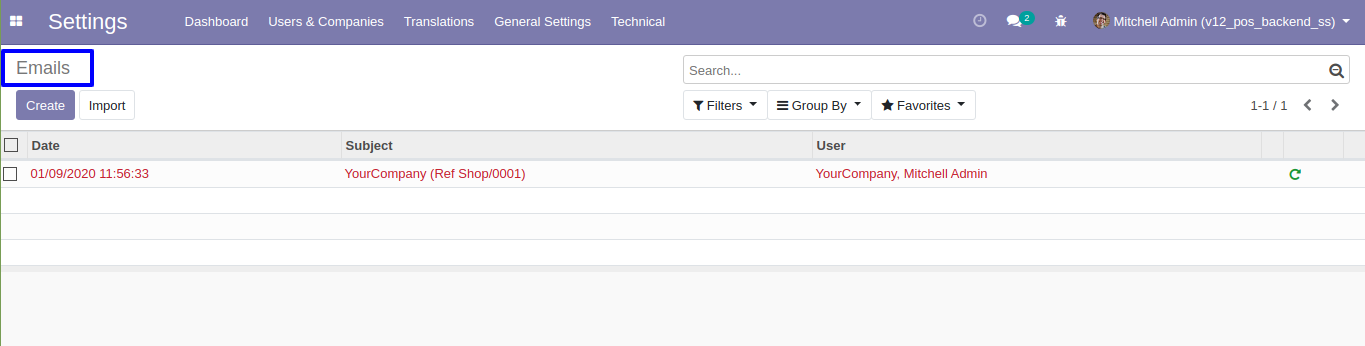 Settings Dashboard Users & Companies Translations General Settings Technical 2 Mitchell Admin (v12_pos_backend_ss)
Emails Search...
Create Import Filters Group By Favorites 1-1 / 1
Date Subject User
01/09/2020 11:56:33 YourCompany (Ref Shop/0001) YourCompany, Mitchell Admin